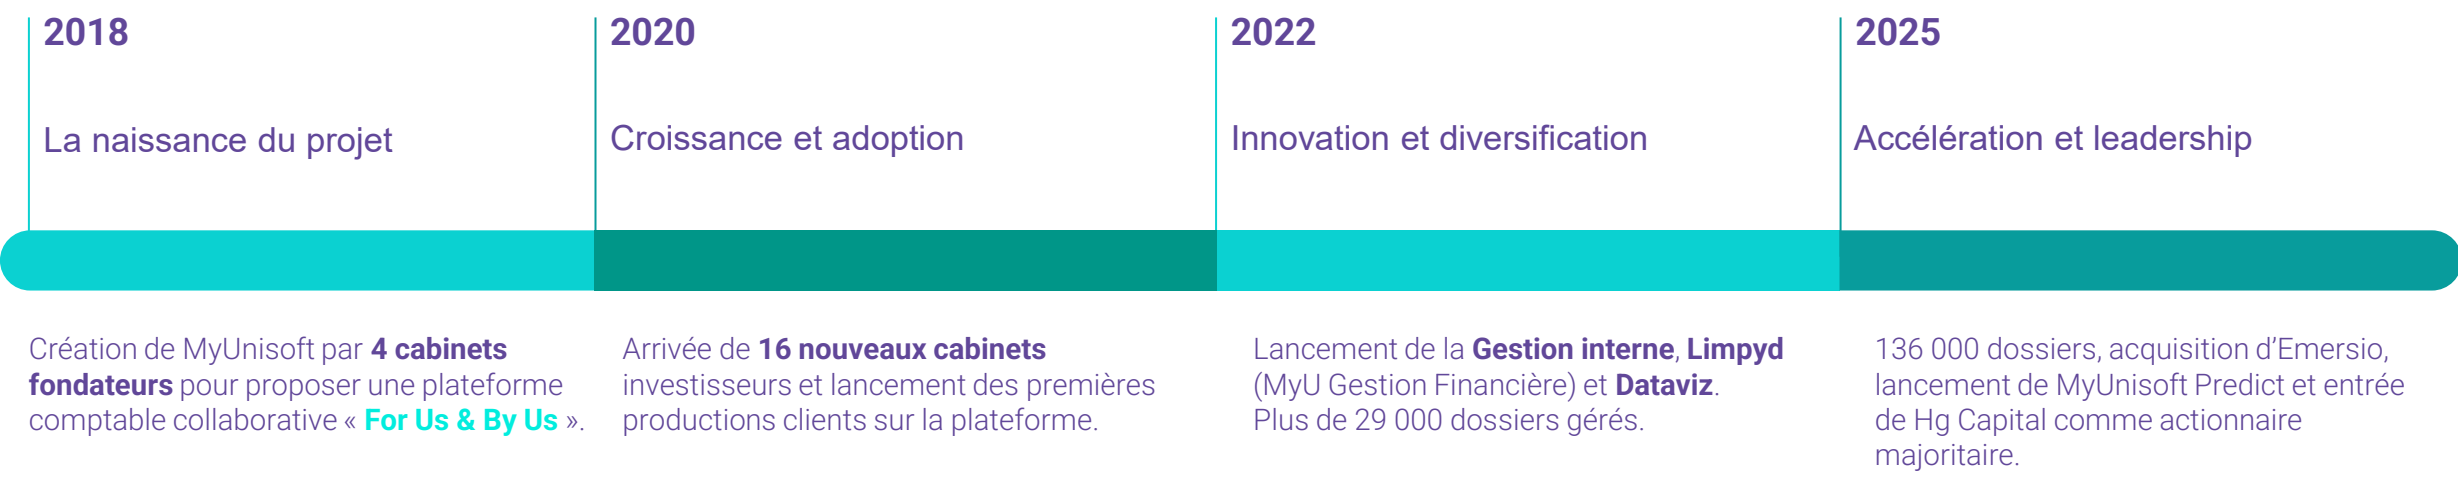 2018
La naissance du projet
Création de MyUnisoft par 4 cabinets
fondateurs pour proposer une plateforme
comptable collaborative « For Us & By Us ».
2020
Croissance et adoption
Arrivée de 16 nouveaux cabinets
investisseurs et lancement des premières
productions clients sur la plateforme.
2022
Innovation et diversification
Lancement de la Gestion interne, Limpyd
(MyU Gestion Financière) et Dataviz.
Plus de 29 000 dossiers gérés.
2025
Accélération et leadership
136 000 dossiers, acquisition d’Emersio,
lancement de MyUnisoft Predict et entrée
de Hg Capital comme actionnaire
majoritaire.